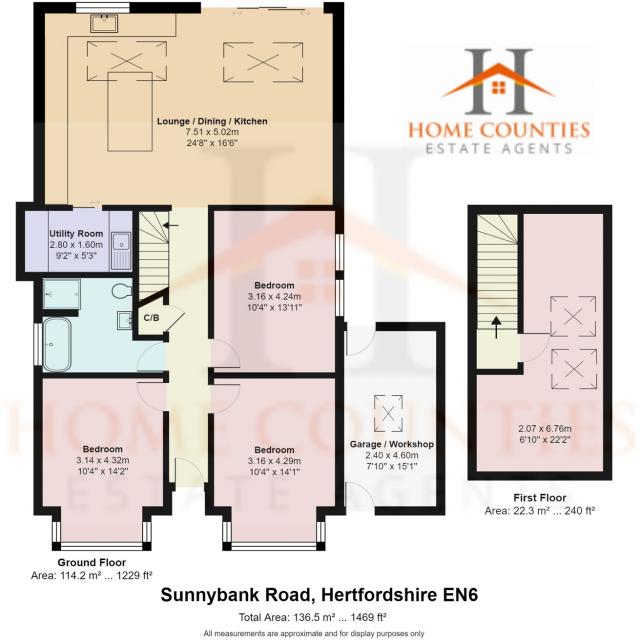 HOME COUNTIES
ESTATE AGENTS
Lounge / Dining / Kitchen
7.51 x 5.02m
24'8" x 16'6"
Utility Room
2.80 x 1.60m
9'2" x 5'3"
C/B
Bedroom
3.16 x 4.24m
10'4" x 13'11"
Bedroom
3.14 x 4.32m
10'4" x 14'2"
Bedroom
3.16 x 4.29m
10'4" x 14'1"
Garage / Workshop
2.40 x 4.60m
7'10" x 15'1"
2.07 x 6.76m
6'10" x 22'2"
HOME COUNTIES
ESTATE AGENTS
First Floor
Area: 22.3 m² ... 240 ft²
Ground Floor
Area: 114.2 m² ... 1229 ft²
Sunnybank Road, Hertfordshire EN6
Total Area: 136.5 m² ... 1469 ft²
All measurements are approximate and for display purposes only